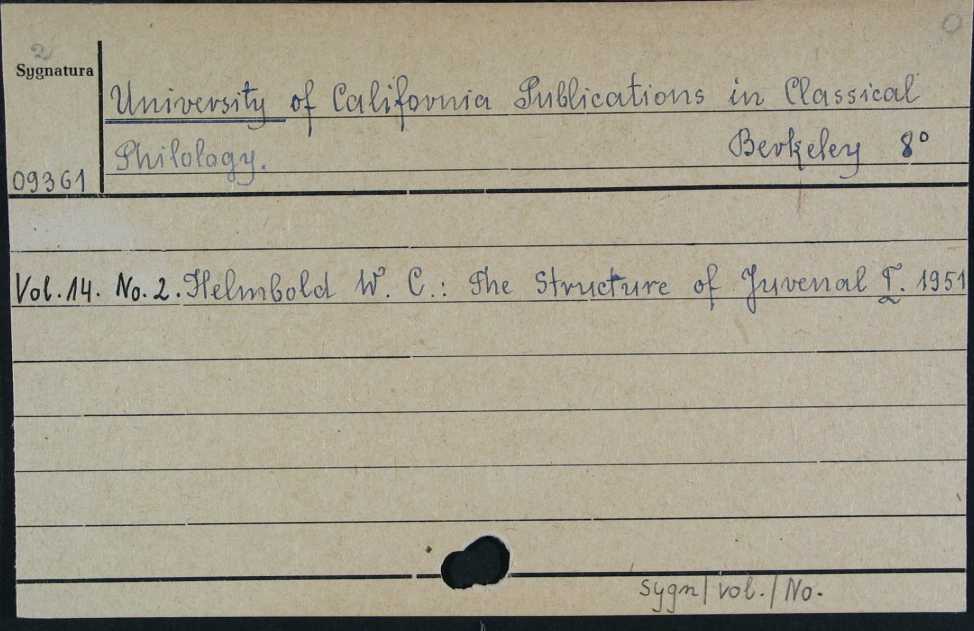 2
Sygnatura
University of California Publications in Classical
Philology. Berkeley 8°
09361
Vol. 14. No. 2. Helmbold W. C.: The Structure of Juvenal I. 1951
Sygn/vol./No.